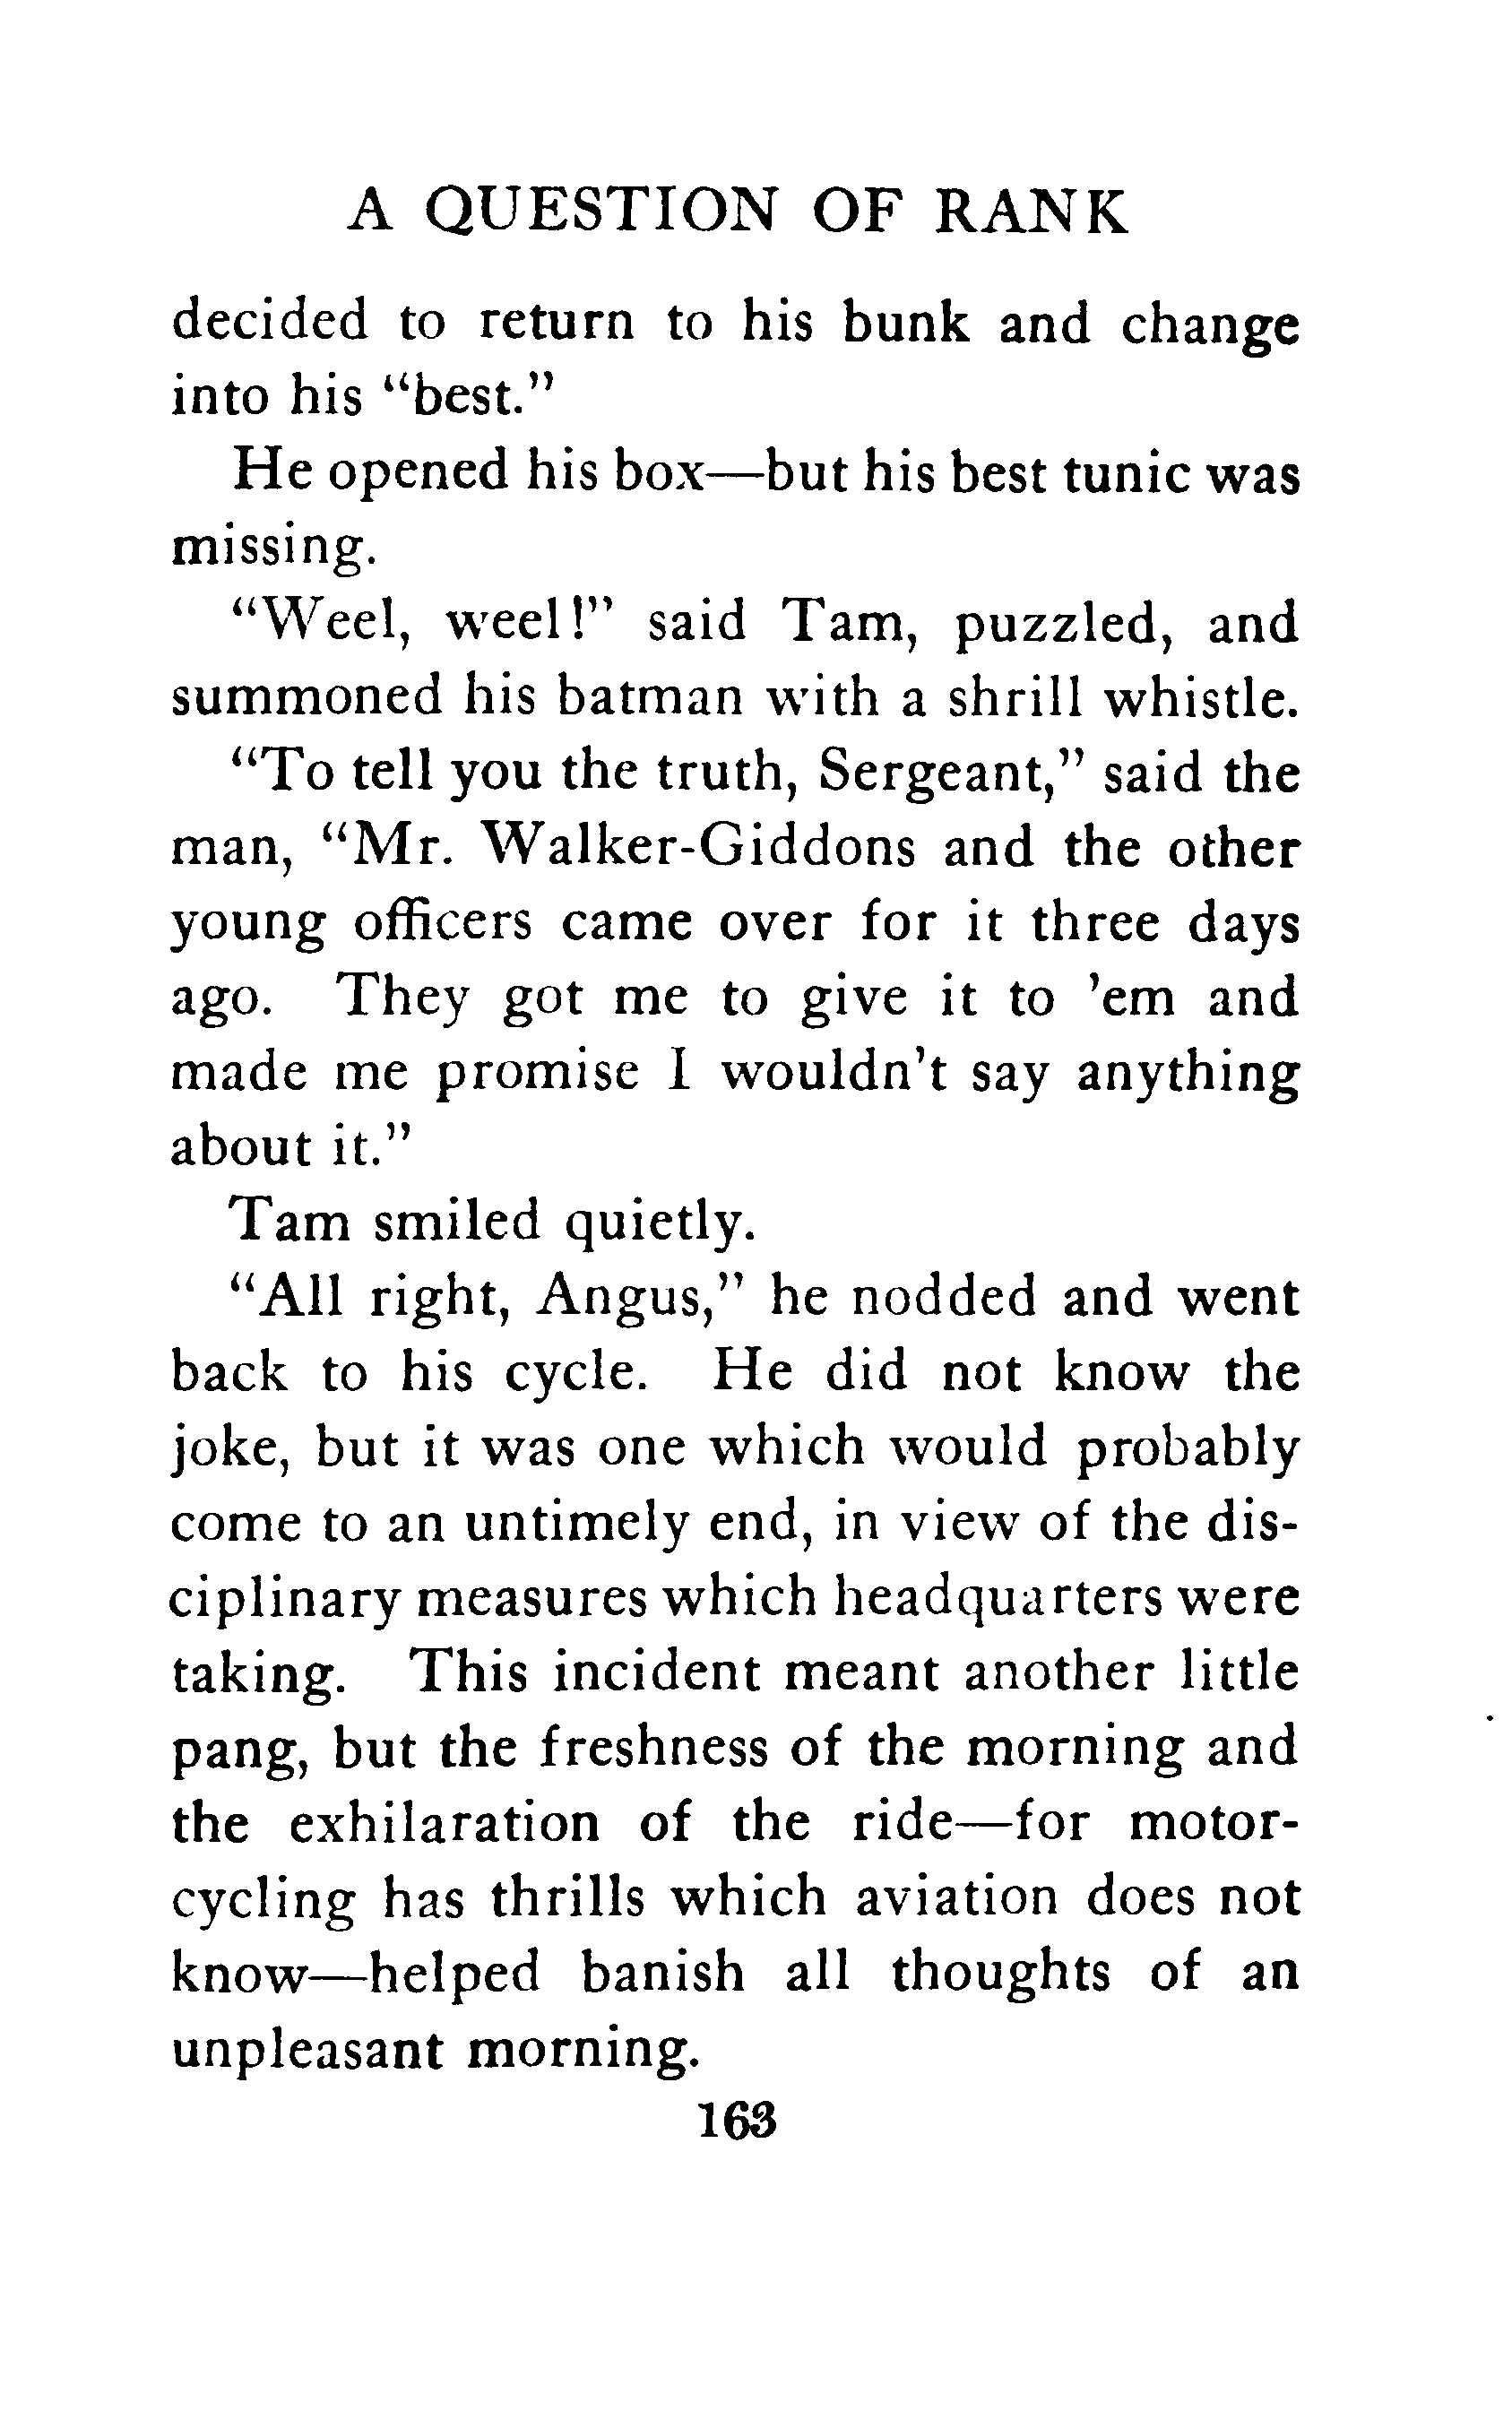 A QUESTION OF RANK
decided to return to his bunk and change
into his “best.”
He opened his box—but his best tunic was
missing.
“Weel, weel!” said Tam, puzzled, and
summoned his batman with a shrill whistle.
“To tell you the truth, Sergeant,” said the
man, “Mr. Walker-Giddons and the other
young officers came over for it three days
ago. They got me to give it to ’em and
made me promise I wouldn’t say anything
about it.”
Tam smiled quietly.
“All right, Angus,” he nodded and went
back to his cycle. He did not know the
joke, but it was one which would probably
come to an untimely end, in view of the dis-
ciplinary measures which headquarters were
taking. This incident meant another little
pang, but the freshness of the morning and
the exhilaration of the ride—for motor-
cycling has thrills which aviation does not
know—helped banish all thoughts of an
unpleasant morning.
163